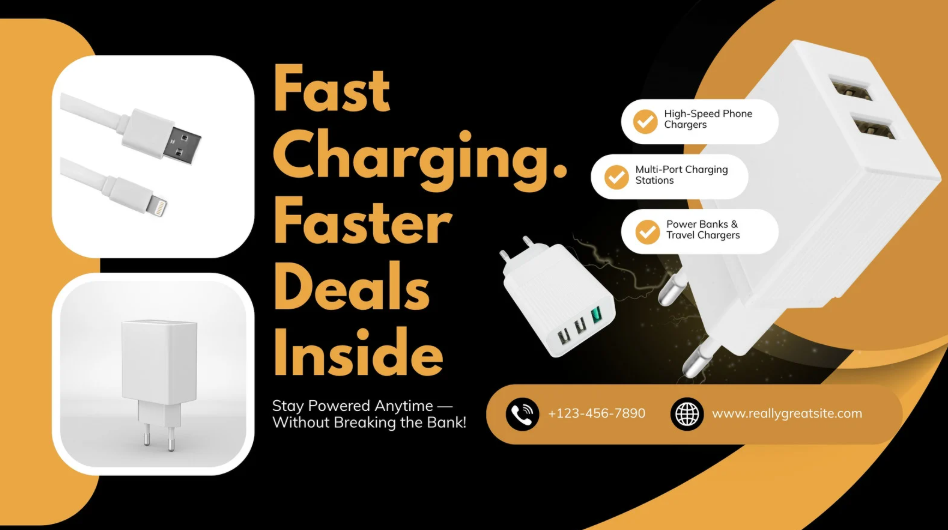 Fast
Charging.
Faster
Deals
Inside
Stay Powered Anytime —
Without Breaking the Bank!
High-Speed Phone
Chargers
Multi-Port Charging
Stations
Power Banks &
Travel Chargers
+123-456-7890
www.reallygreatsite.com